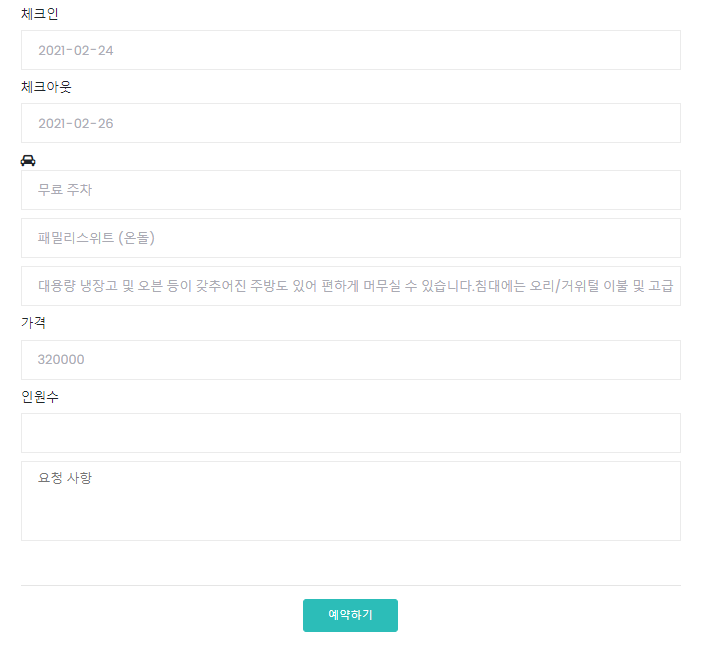 체크인
2021-02-24
체크아웃
2021-02-26
무료 주차
패밀리스위트 (온돌)
대용량 냉장고 및 오븐 등이 갖추어진 주방도 있어 편하게 머무실 수 있습니다.침대에는 오리/거위털 이불 및 고급
가격
320000
인원수
요청 사항
예약하기